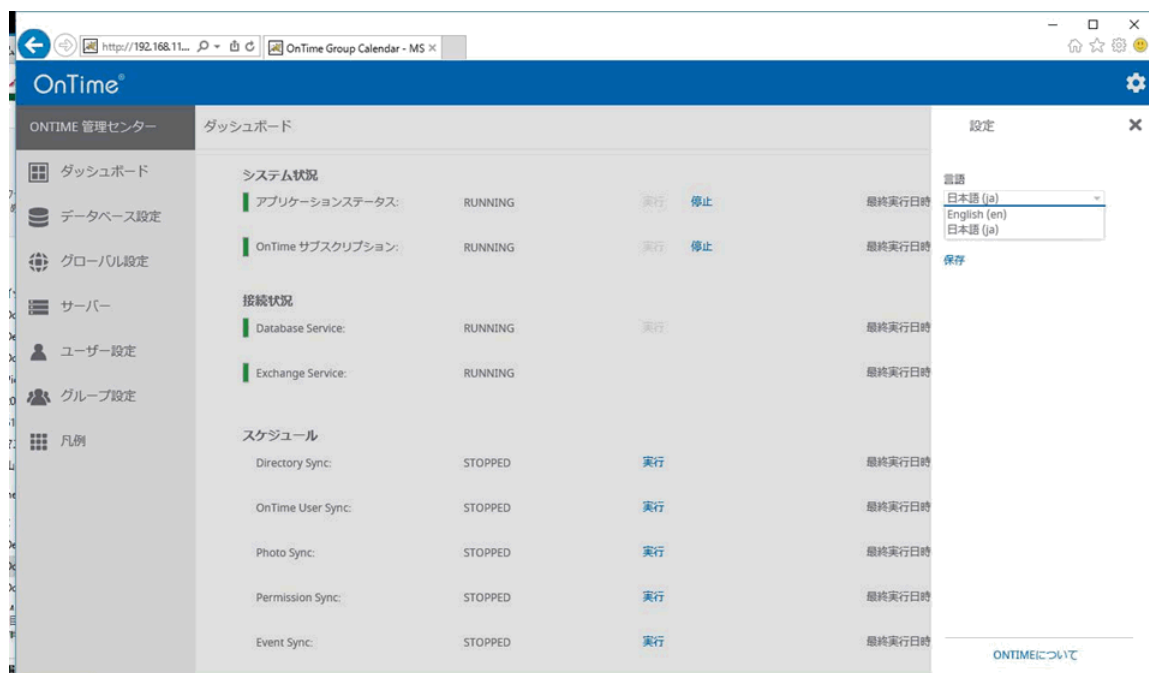 http://192.168.11...
OnTime Group Calendar - MS
OnTime®
ONTIME 管理センター
ダッシュボード
設定
ダッシュボード
データベース設定
グローバル設定
サーバー
ユーザー設定
グループ設定
凡例
システム状況
アプリケーションステータス: RUNNING 実行 停止 最終実行日時
OnTime サブスクリプション: RUNNING 実行 停止 最終実行日時
接続状況
Database Service: RUNNING 実行 最終実行日時
Exchange Service: RUNNING 最終実行日時
スケジュール
Directory Sync: STOPPED 実行 最終実行日時
OnTime User Sync: STOPPED 実行 最終実行日時
Photo Sync: STOPPED 実行 最終実行日時
Permission Sync: STOPPED 実行 最終実行日時
Event Sync: STOPPED 実行 最終実行日時
言語
日本語 (ja)
English (en)
日本語 (ja)
保存
ONTIMEについて